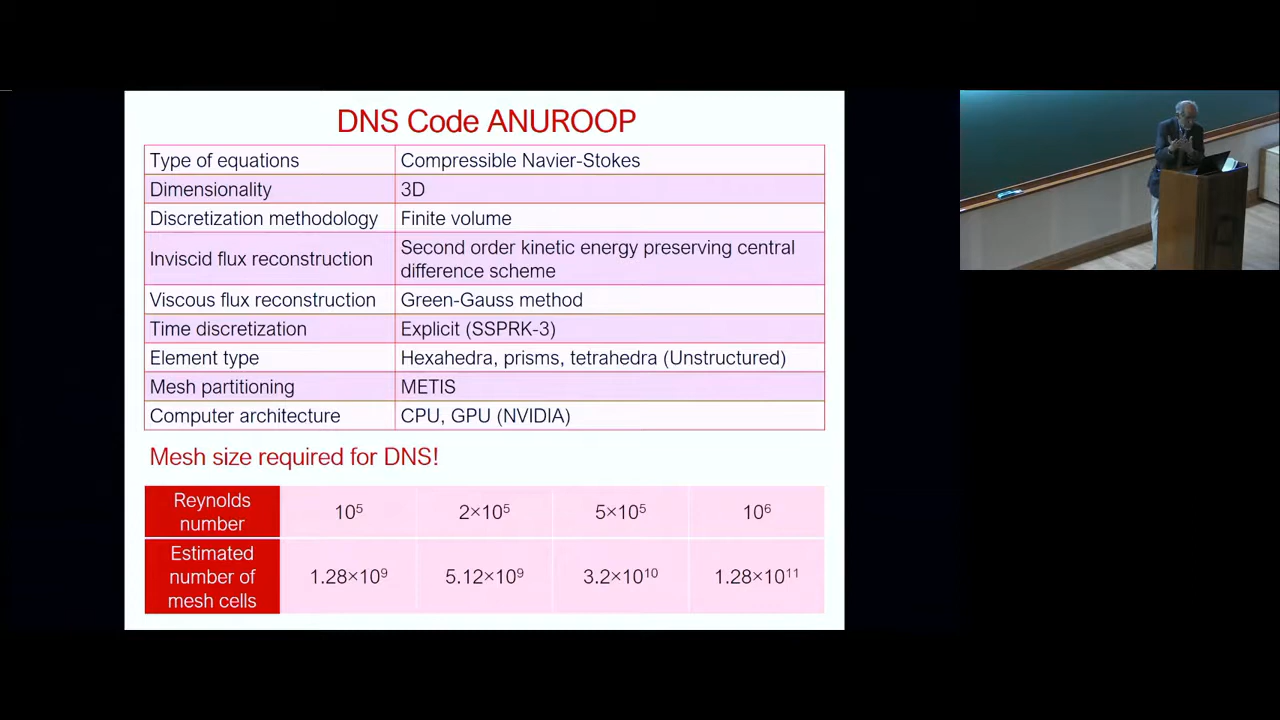 DNS Code ANUROOP
Type of equations Compressible Navier-Stokes
Dimensionality 3D
Discretization methodology Finite volume
Inviscid flux reconstruction Second order kinetic energy preserving central
difference scheme
Viscous flux reconstruction Green-Gauss method
Time discretization Explicit (SSPRK-3)
Element type Hexahedra, prisms, tetrahedra (Unstructured)
Mesh partitioning METIS
Computer architecture CPU, GPU (NVIDIA)
Mesh size required for DNS!
Reynolds
number 10⁵ 2×10⁵ 5×10⁵ 10⁶
Estimated
number of
mesh cells 1.28×10⁹ 5.12×10⁹ 3.2×10¹⁰ 1.28×10¹¹